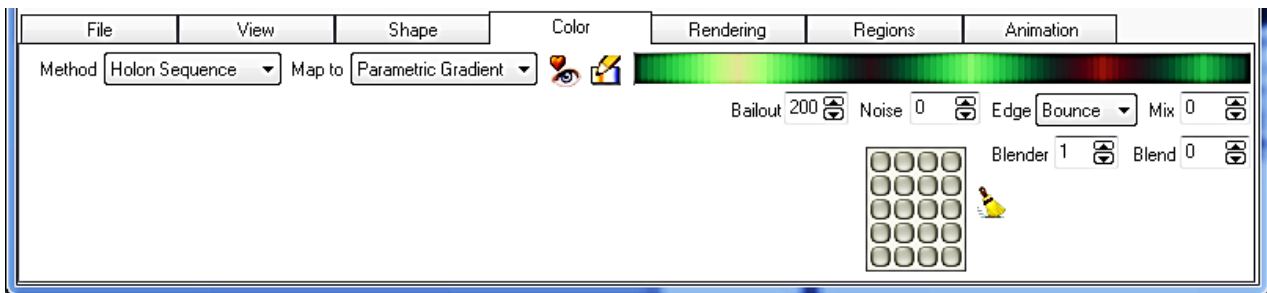 File View Shape Color Rendering Regions Animation
Method Holon Sequence Map to Parametric Gradient
Bailout 200 Noise 0 Edge Bounce Mix 0
Blender 1 Blend 0